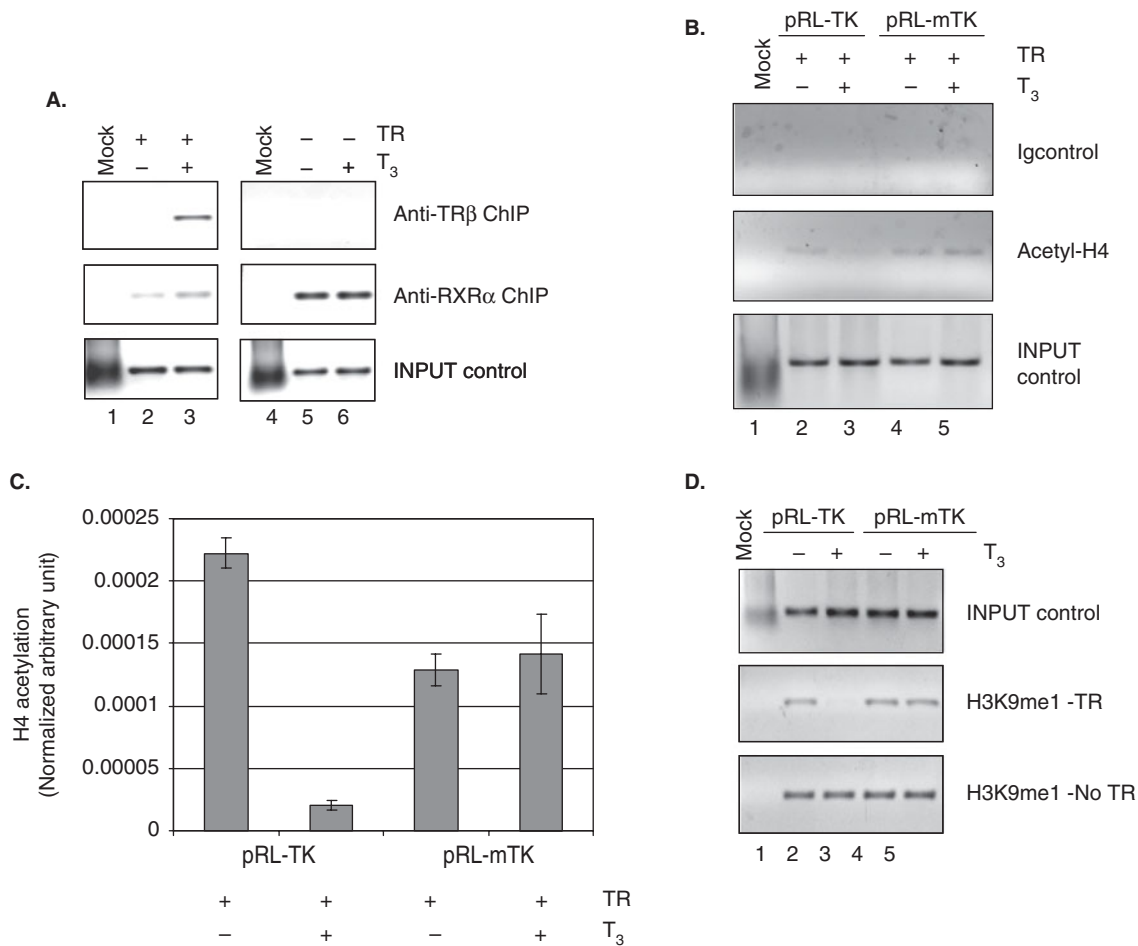 A.
Mock + + Mock – – TR
– + – + T3
Anti-TRβ ChIP
Anti-RXRα ChIP
INPUT control
1 2 3 4 5 6
B.
pRL-TK pRL-mTK
Mock + + + + TR
– + – + T3
Igcontrol
Acetyl-H4
INPUT
control
1 2 3 4 5
C.
H4 acetylation
(Normalized arbitrary unit)
0.00025
0.0002
0.00015
0.0001
0.00005
0
pRL-TK pRL-mTK
+ + + + TR
– + – + T3
D.
pRL-TK pRL-mTK
Mock – + – + T3
INPUT control
H3K9me1 -TR
H3K9me1 -No TR
1 2 3 4 5